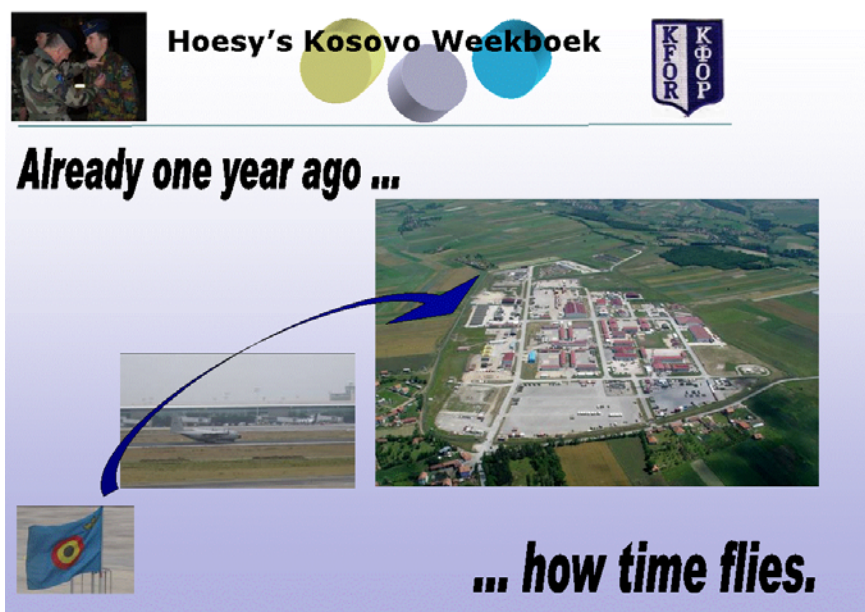 Hoesy's Kosovo Weekboek
KFOR
КФОР
Already one year ago ...
... how time flies.